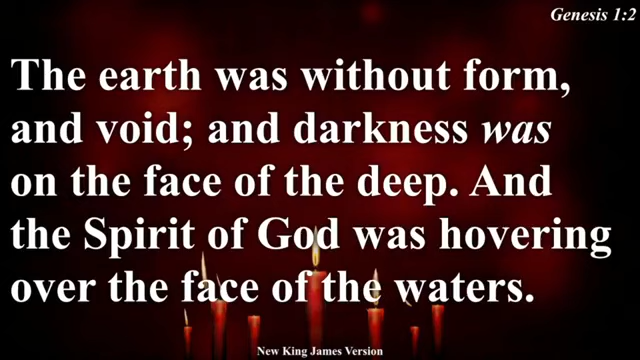 Genesis 1:2
The earth was without form,
and void; and darkness was
on the face of the deep. And
the Spirit of God was hovering
over the face of the waters.
New King James Version